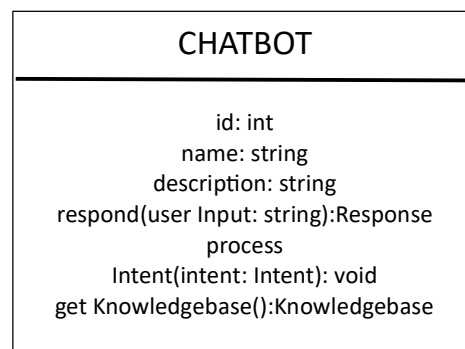 CHATBOT
id: int
name: string
description: string
respond(user Input: string):Response
process
Intent(intent: Intent): void
get Knowledgebase():Knowledgebase